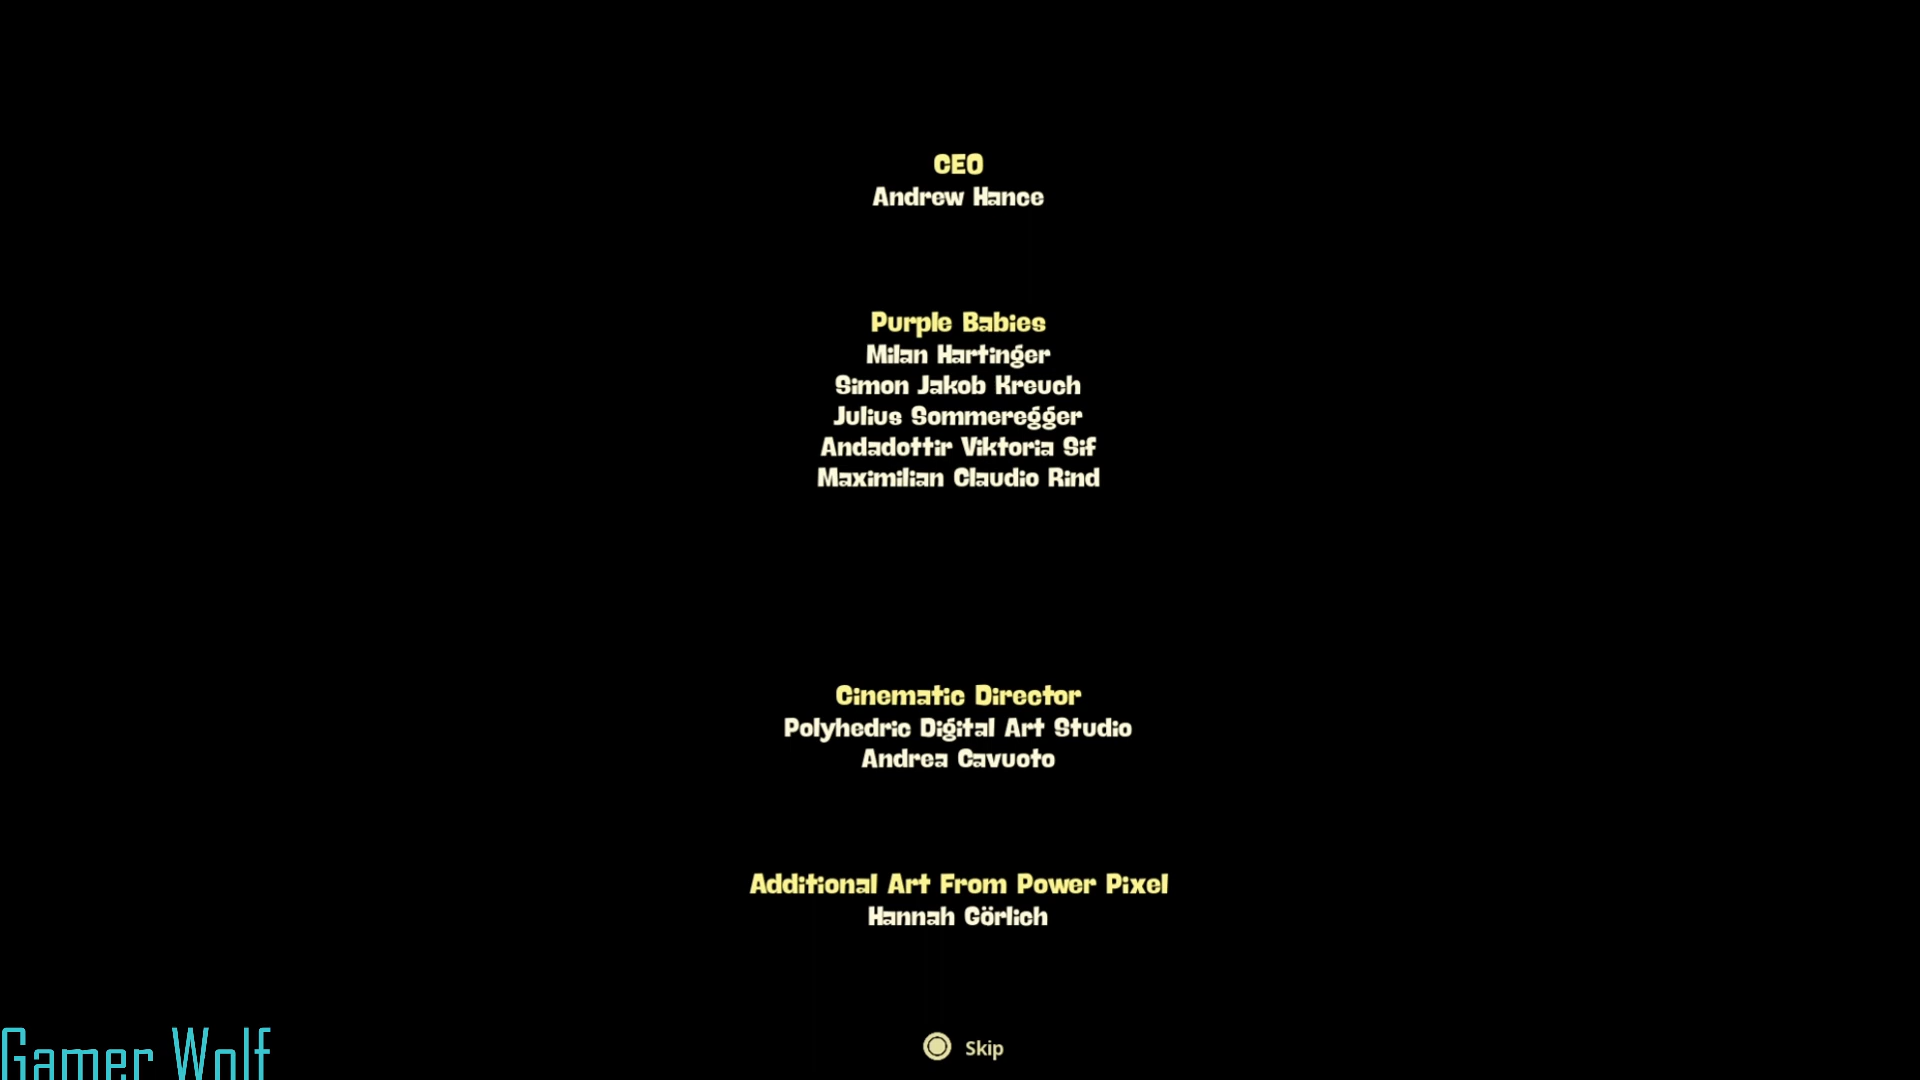 CEO
Andrew Hance
Purple Babies
Milan Hartinger
Simon Jakob Kreuch
Julius Sommeregger
Andadottir Viktoria Sif
Maximilian Claudio Rind
Cinematic Director
Polyhedric Digital Art Studio
Andrea Cavuoto
Additional Art From Power Pixel
Hannah Görlich
Skip
Gamer Wolf